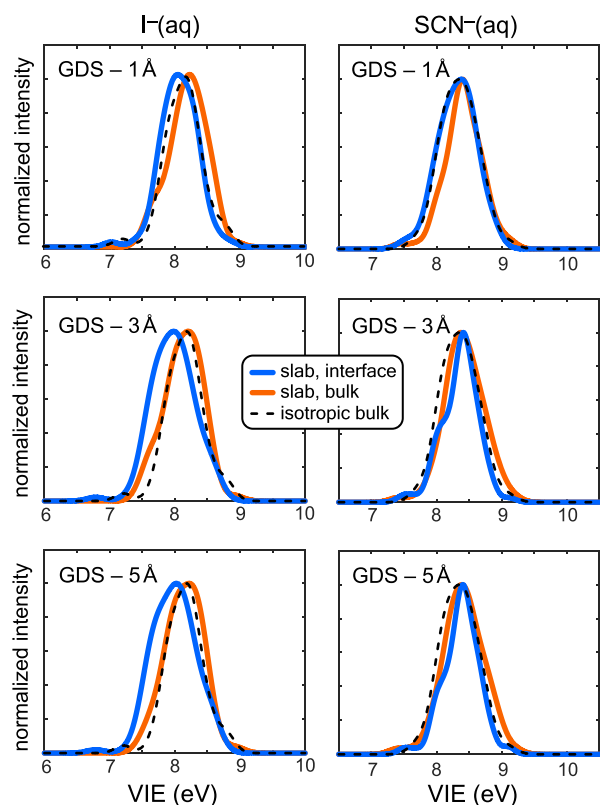 I⁻(aq)
SCN⁻(aq)
GDS – 1 Å
GDS – 1 Å
normalized intensity
6 7 8 9 10
7 8 9 10
GDS – 3 Å
GDS – 3 Å
normalized intensity
slab, interface
slab, bulk
isotropic bulk
6 7 8 9 10
7 8 9 10
GDS – 5 Å
GDS – 5 Å
normalized intensity
6 7 8 9 10
7 8 9 10
VIE (eV)
VIE (eV)